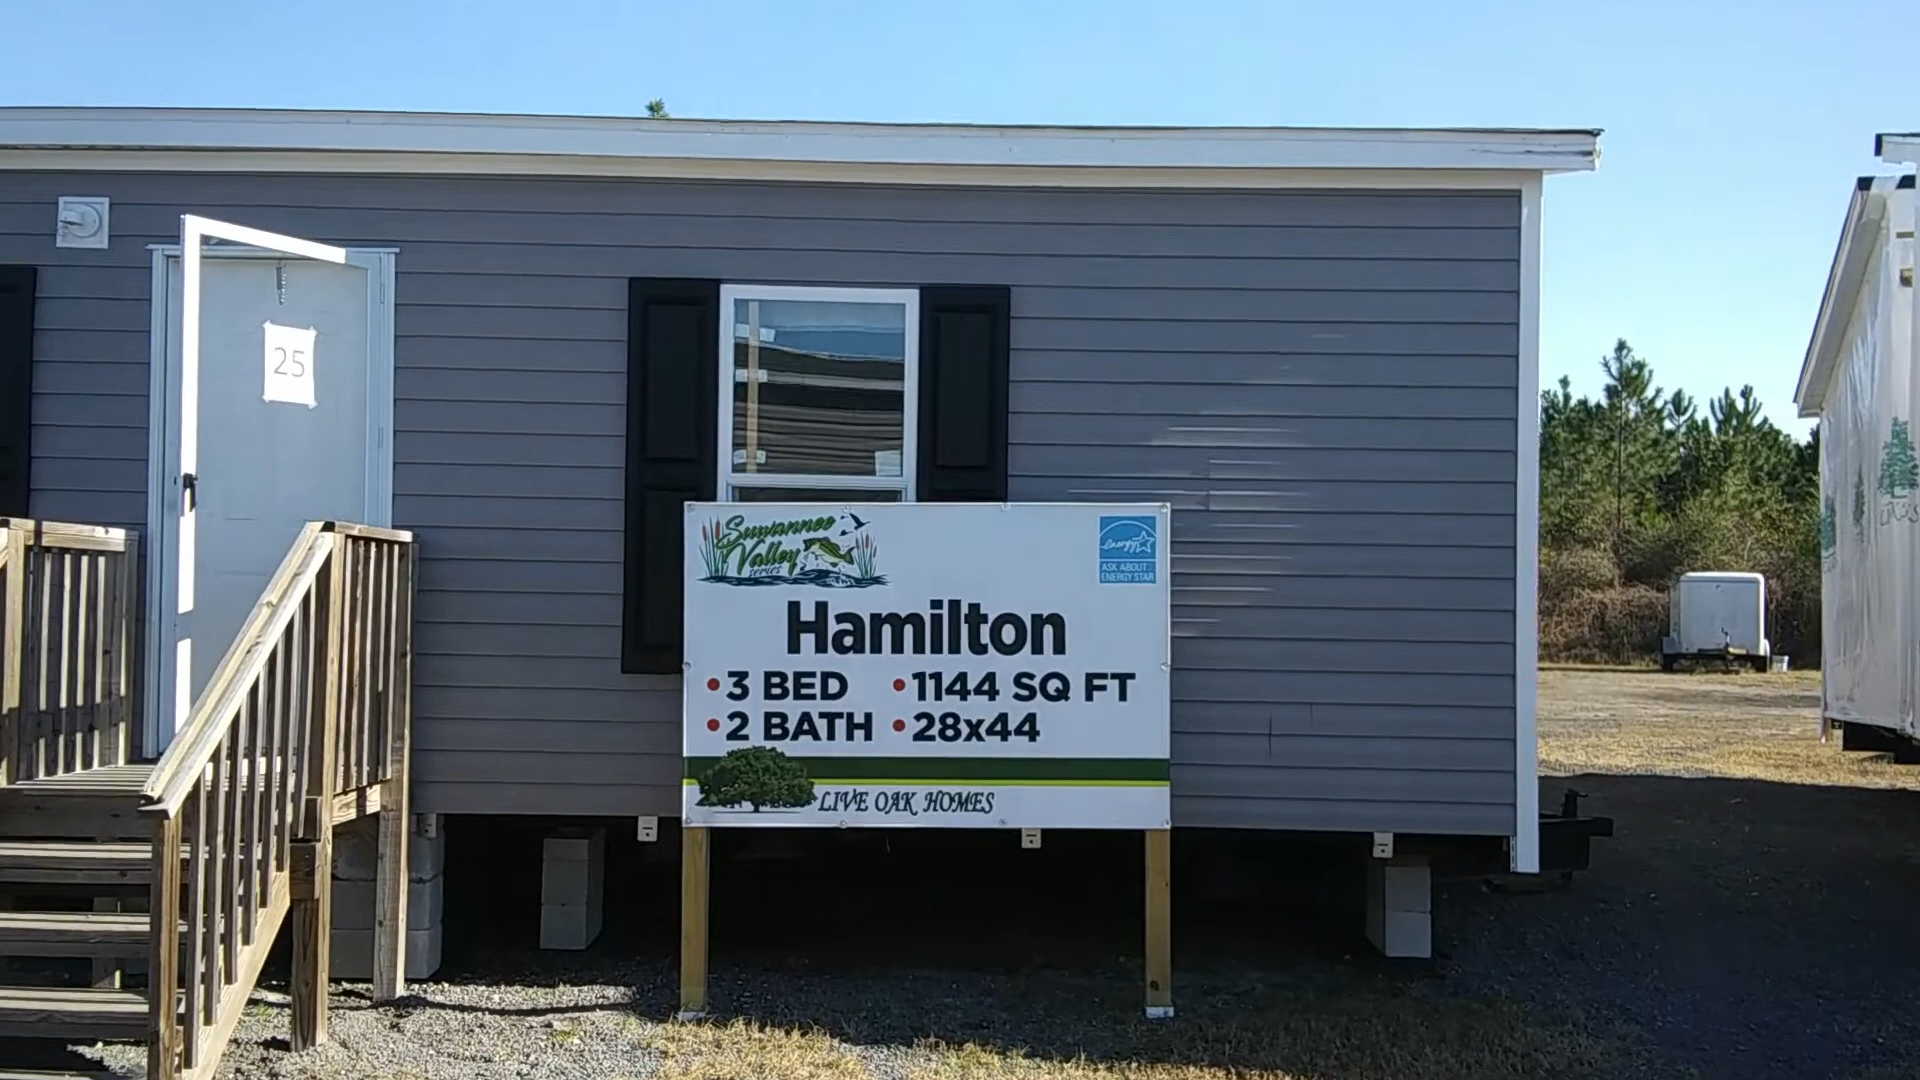 25
Suwannee
Valley
series
energy
ASK ABOUT
ENERGY STAR
Hamilton
• 3 BED • 1144 SQ FT
• 2 BATH • 28x44
LIVE OAK HOMES